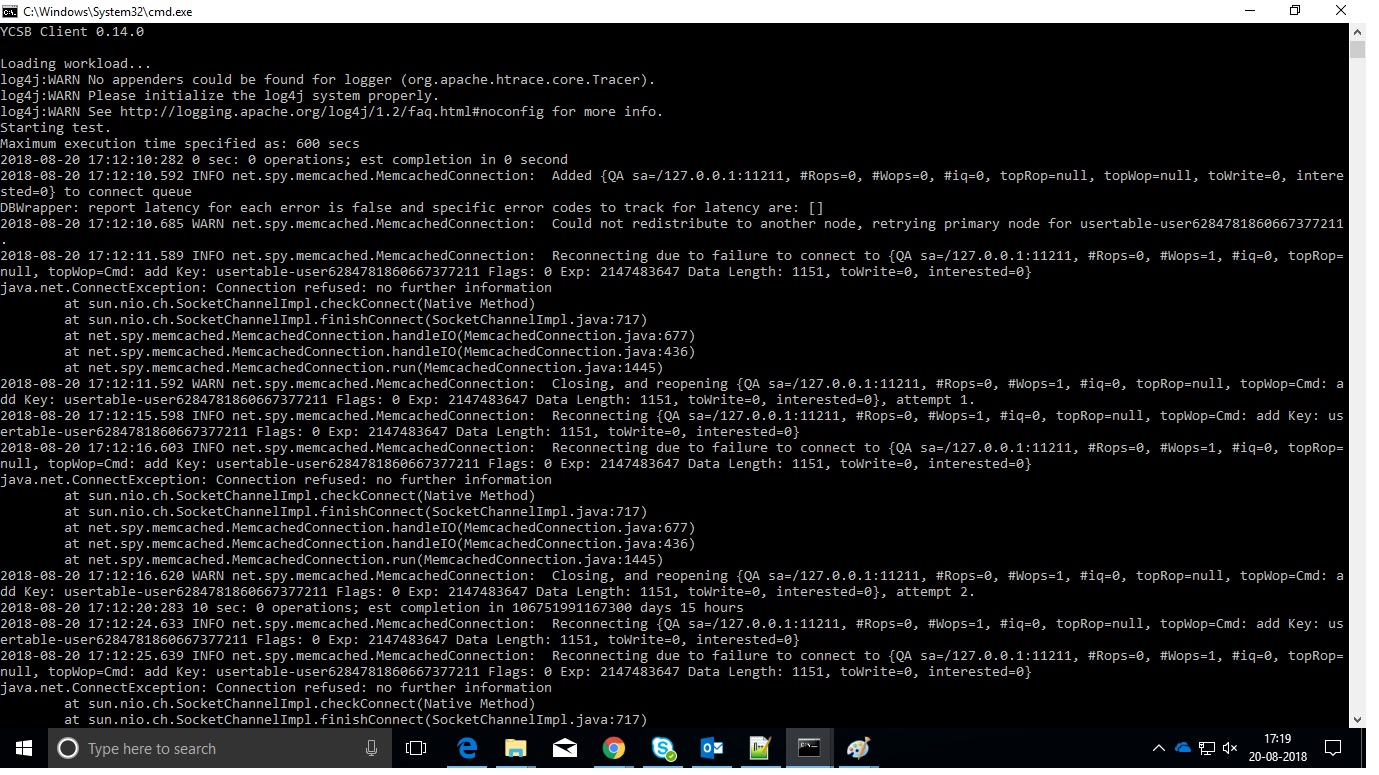 C:\Windows\System32\cmd.exe
YCSB Client 0.14.0
Loading workload...
log4j:WARN No appenders could be found for logger (org.apache.htrace.core.Tracer).
log4j:WARN Please initialize the log4j system properly.
log4j:WARN See http://logging.apache.org/log4j/1.2/faq.html#noconfig for more info.
Starting test.
Maximum execution time specified as: 600 secs
2018-08-20 17:12:10:282 0 sec: 0 operations; est completion in 0 second
2018-08-20 17:12:10.592 INFO net.spy.memcached.MemcachedConnection:  Added {QA sa=/127.0.0.1:11211, #Rops=0, #Wops=0, #iq=0, topRop=null, topWop=null, toWrite=0, intere
sted=0} to connect queue
DBWrapper: report latency for each error is false and specific error codes to track for latency are: []
2018-08-20 17:12:10.685 WARN net.spy.memcached.MemcachedConnection:  Could not redistribute to another node, retrying primary node for usertable-user6284781860667377211
.
2018-08-20 17:12:11.589 INFO net.spy.memcached.MemcachedConnection:  Reconnecting due to failure to connect to {QA sa=/127.0.0.1:11211, #Rops=0, #Wops=1, #iq=0, topRop=
null, topWop=Cmd: add Key: usertable-user6284781860667377211 Flags: 0 Exp: 2147483647 Data Length: 1151, toWrite=0, interested=0}
java.net.ConnectException: Connection refused: no further information
at sun.nio.ch.SocketChannelImpl.checkConnect(Native Method)
at sun.nio.ch.SocketChannelImpl.finishConnect(SocketChannelImpl.java:717)
at net.spy.memcached.MemcachedConnection.handleIO(MemcachedConnection.java:677)
at net.spy.memcached.MemcachedConnection.handleIO(MemcachedConnection.java:436)
at net.spy.memcached.MemcachedConnection.run(MemcachedConnection.java:1445)
2018-08-20 17:12:11.592 WARN net.spy.memcached.MemcachedConnection:  Closing, and reopening {QA sa=/127.0.0.1:11211, #Rops=0, #Wops=1, #iq=0, topRop=null, topWop=Cmd: a
dd Key: usertable-user6284781860667377211 Flags: 0 Exp: 2147483647 Data Length: 1151, toWrite=0, interested=0}, attempt 1.
2018-08-20 17:12:15.598 INFO net.spy.memcached.MemcachedConnection:  Reconnecting {QA sa=/127.0.0.1:11211, #Rops=0, #Wops=1, #iq=0, topRop=null, topWop=Cmd: add Key: us
ertable-user6284781860667377211 Flags: 0 Exp: 2147483647 Data Length: 1151, toWrite=0, interested=0}
2018-08-20 17:12:16.603 INFO net.spy.memcached.MemcachedConnection:  Reconnecting due to failure to connect to {QA sa=/127.0.0.1:11211, #Rops=0, #Wops=1, #iq=0, topRop=
null, topWop=Cmd: add Key: usertable-user6284781860667377211 Flags: 0 Exp: 2147483647 Data Length: 1151, toWrite=0, interested=0}
java.net.ConnectException: Connection refused: no further information
at sun.nio.ch.SocketChannelImpl.checkConnect(Native Method)
at sun.nio.ch.SocketChannelImpl.finishConnect(SocketChannelImpl.java:717)
at net.spy.memcached.MemcachedConnection.handleIO(MemcachedConnection.java:677)
at net.spy.memcached.MemcachedConnection.handleIO(MemcachedConnection.java:436)
at net.spy.memcached.MemcachedConnection.run(MemcachedConnection.java:1445)
2018-08-20 17:12:16.620 WARN net.spy.memcached.MemcachedConnection:  Closing, and reopening {QA sa=/127.0.0.1:11211, #Rops=0, #Wops=1, #iq=0, topRop=null, topWop=Cmd: a
dd Key: usertable-user6284781860667377211 Flags: 0 Exp: 2147483647 Data Length: 1151, toWrite=0, interested=0}, attempt 2.
2018-08-20 17:12:20:283 10 sec: 0 operations; est completion in 106751991167300 days 15 hours
2018-08-20 17:12:24.633 INFO net.spy.memcached.MemcachedConnection:  Reconnecting {QA sa=/127.0.0.1:11211, #Rops=0, #Wops=1, #iq=0, topRop=null, topWop=Cmd: add Key: us
ertable-user6284781860667377211 Flags: 0 Exp: 2147483647 Data Length: 1151, toWrite=0, interested=0}
2018-08-20 17:12:25.639 INFO net.spy.memcached.MemcachedConnection:  Reconnecting due to failure to connect to {QA sa=/127.0.0.1:11211, #Rops=0, #Wops=1, #iq=0, topRop=
null, topWop=Cmd: add Key: usertable-user6284781860667377211 Flags: 0 Exp: 2147483647 Data Length: 1151, toWrite=0, interested=0}
java.net.ConnectException: Connection refused: no further information
at sun.nio.ch.SocketChannelImpl.checkConnect(Native Method)
at sun.nio.ch.SocketChannelImpl.finishConnect(SocketChannelImpl.java:717)
Type here to search
17:19
20-08-2018